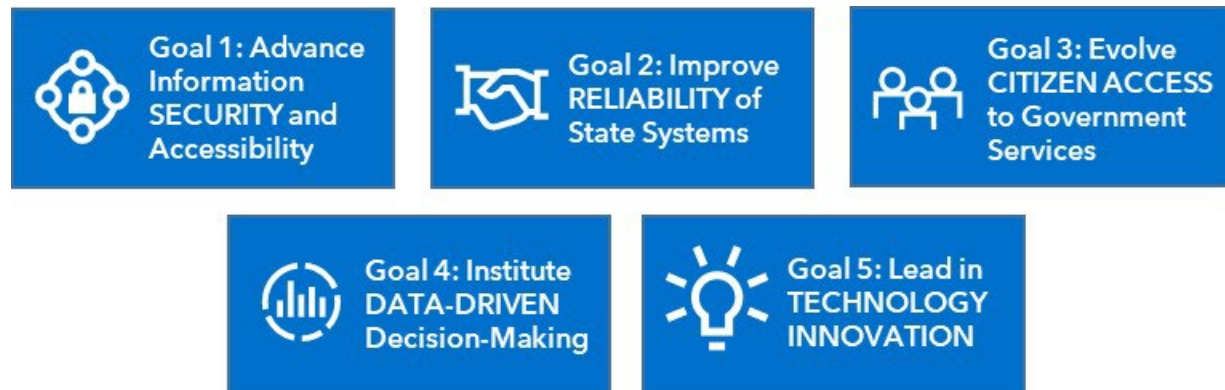 Goal 1: Advance
Information
SECURITY and
Accessibility
Goal 2: Improve
RELIABILITY of
State Systems
Goal 3: Evolve
CITIZEN ACCESS
to Government
Services
Goal 4: Institute
DATA-DRIVEN
Decision-Making
Goal 5: Lead in
TECHNOLOGY
INNOVATION